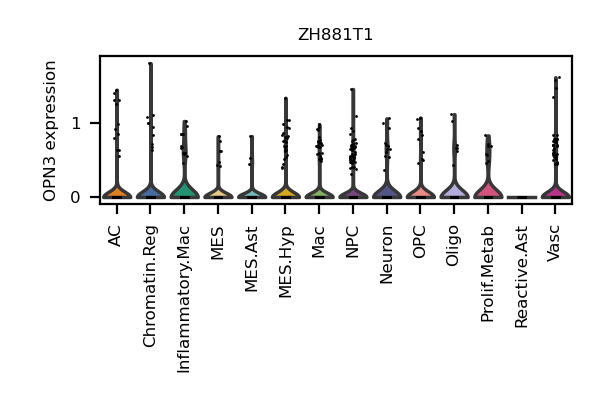 ZH881T1
OPN3 expression
1
0
AC
Chromatin.Reg
Inflammatory.Mac
MES
MES.Ast
MES.Hyp
Mac
NPC
Neuron
OPC
Oligo
Prolif.Metab
Reactive.Ast
Vasc